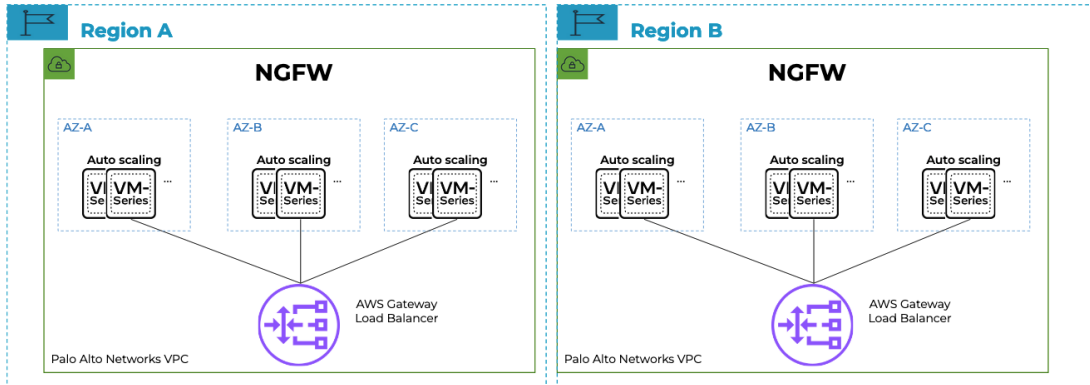 Region A
NGFW
AZ-A
AZ-B
AZ-C
Auto scaling
Auto scaling
Auto scaling
VM-
Series
...
VM-
Series
...
VM-
Series
...
AWS Gateway
Load Balancer
Palo Alto Networks VPC
Region B
NGFW
AZ-A
AZ-B
AZ-C
Auto scaling
Auto scaling
Auto scaling
VM-
Series
...
VM-
Series
...
VM-
Series
...
AWS Gateway
Load Balancer
Palo Alto Networks VPC